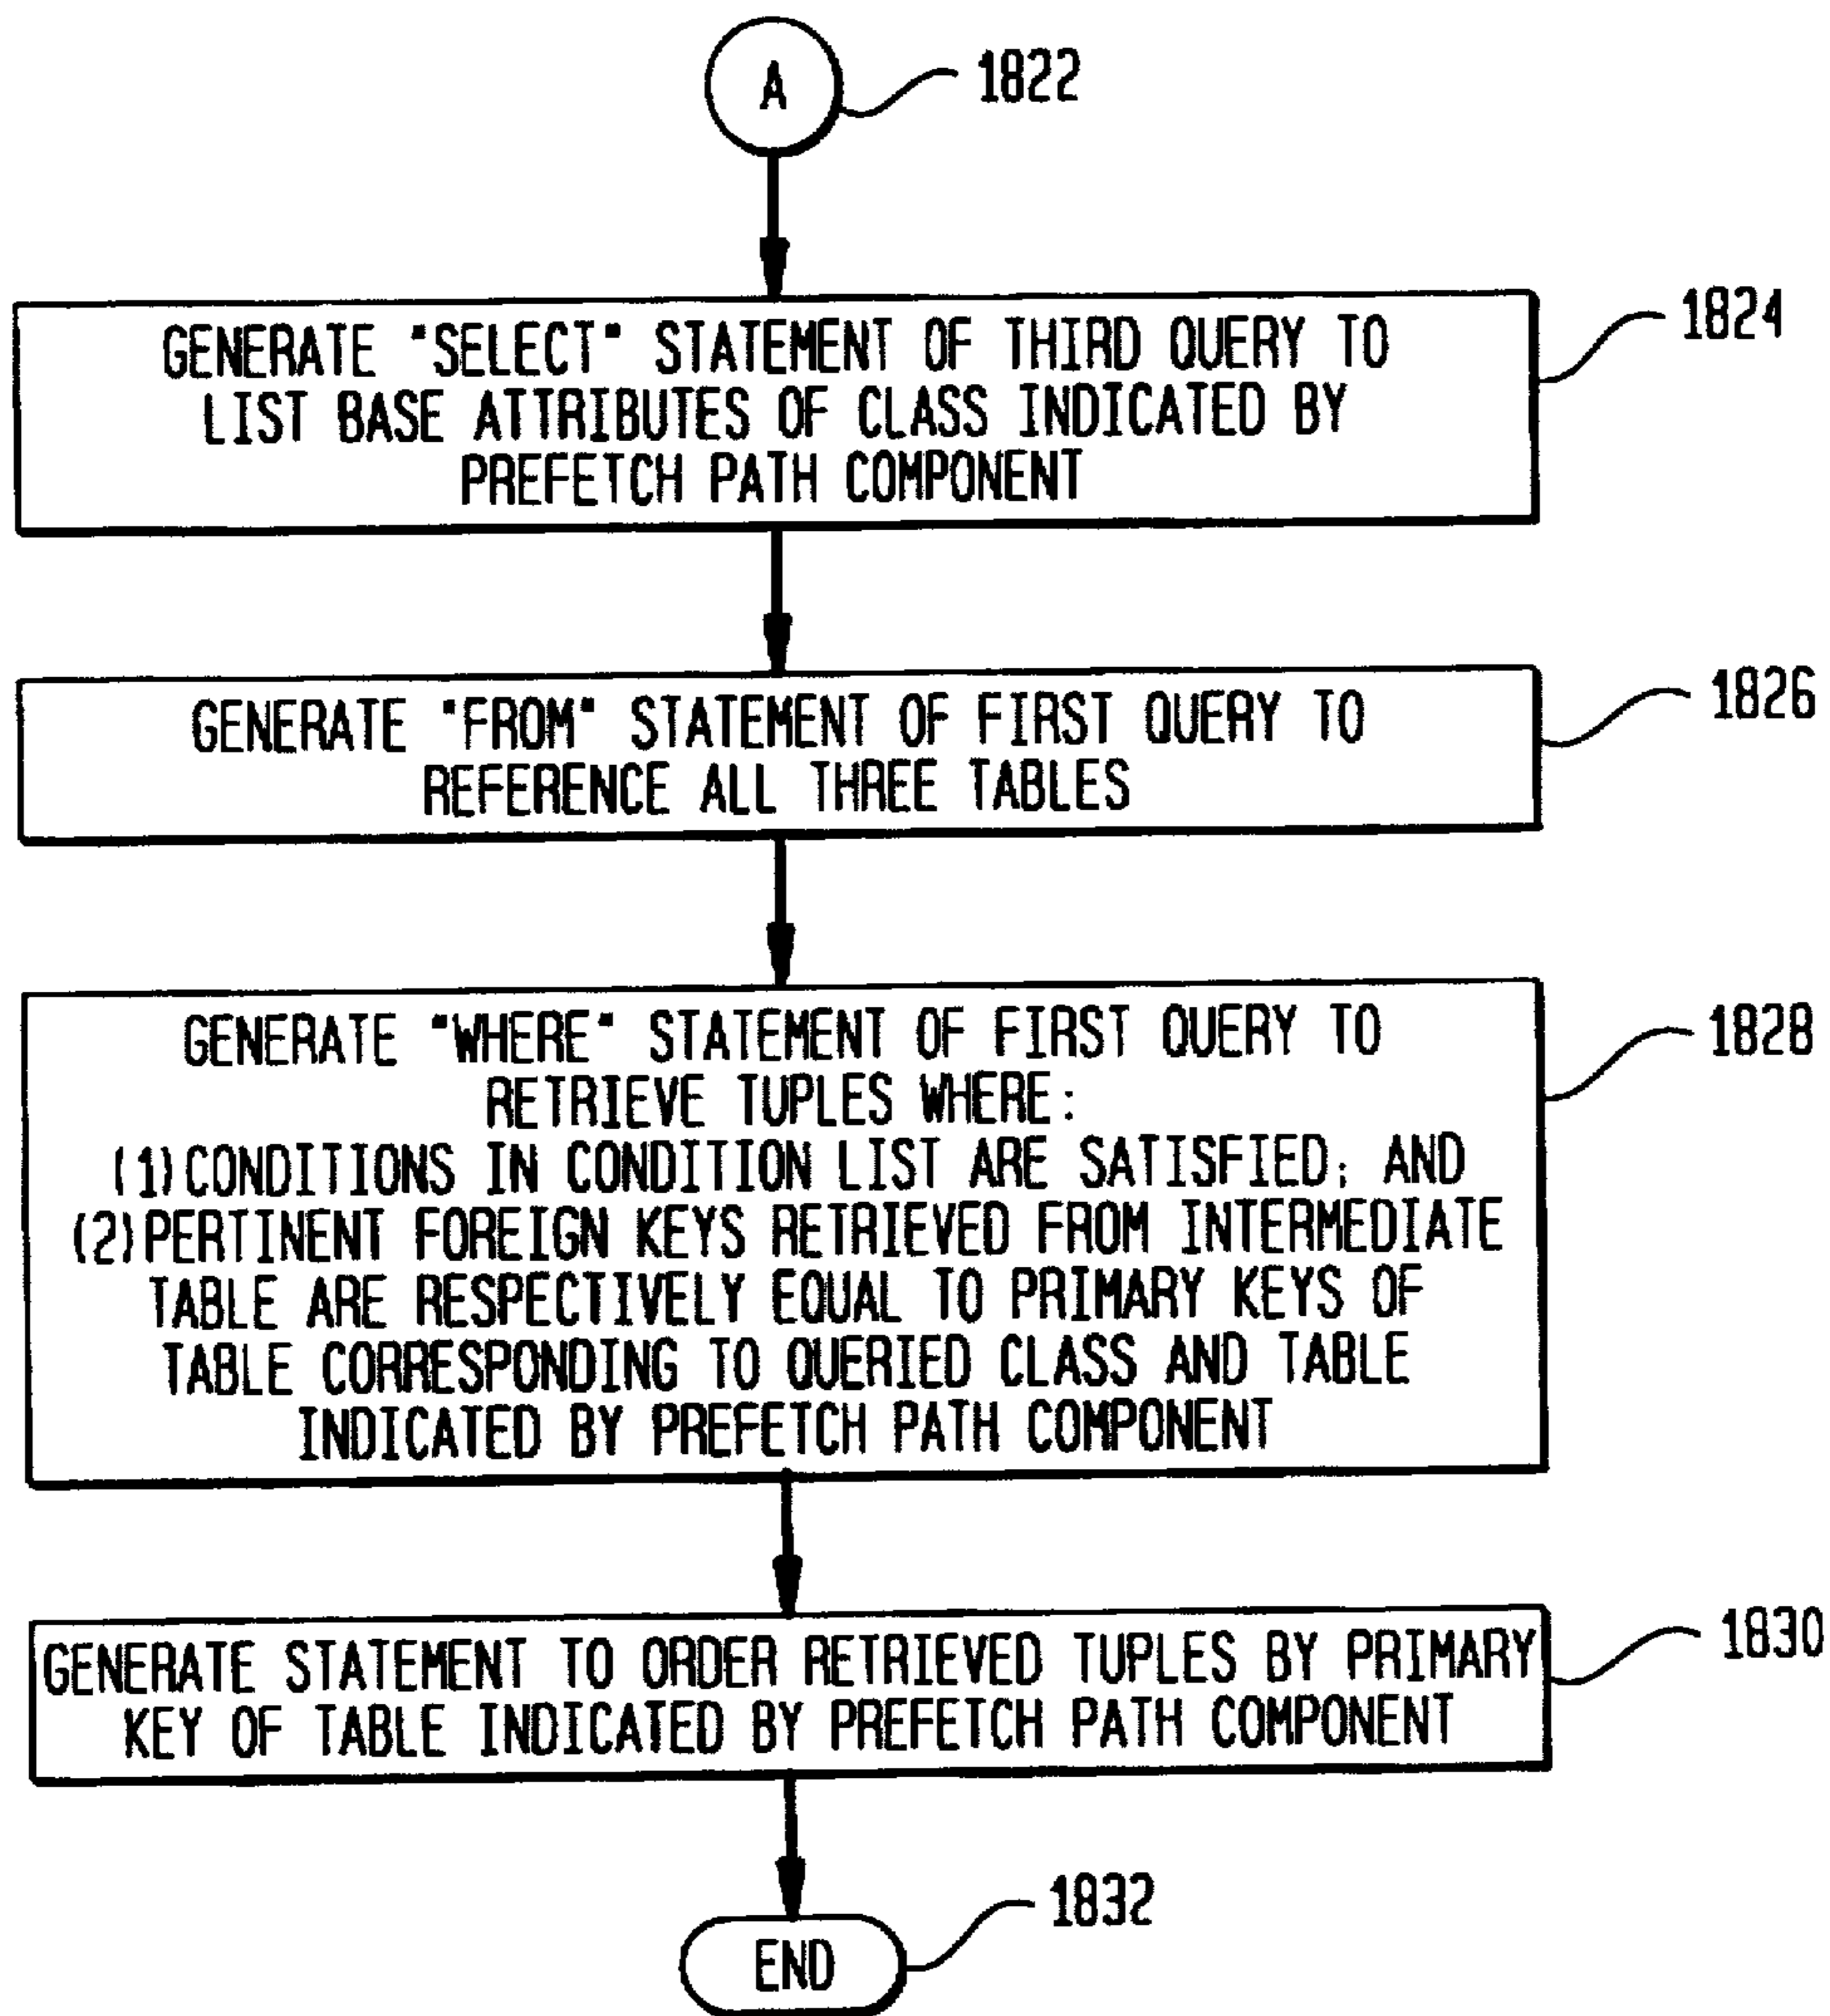 A
1822
GENERATE "SELECT" STATEMENT OF THIRD QUERY TO
LIST BASE ATTRIBUTES OF CLASS INDICATED BY
PREFETCH PATH COMPONENT
1824
GENERATE "FROM" STATEMENT OF FIRST QUERY TO
REFERENCE ALL THREE TABLES
1826
GENERATE "WHERE" STATEMENT OF FIRST QUERY TO
RETRIEVE TUPLES WHERE:
(1) CONDITIONS IN CONDITION LIST ARE SATISFIED; AND
(2) PERTINENT FOREIGN KEYS RETRIEVED FROM INTERMEDIATE
TABLE ARE RESPECTIVELY EQUAL TO PRIMARY KEYS OF
TABLE CORRESPONDING TO QUERIED CLASS AND TABLE
INDICATED BY PREFETCH PATH COMPONENT
1828
GENERATE STATEMENT TO ORDER RETRIEVED TUPLES BY PRIMARY
KEY OF TABLE INDICATED BY PREFETCH PATH COMPONENT
1830
END
1832